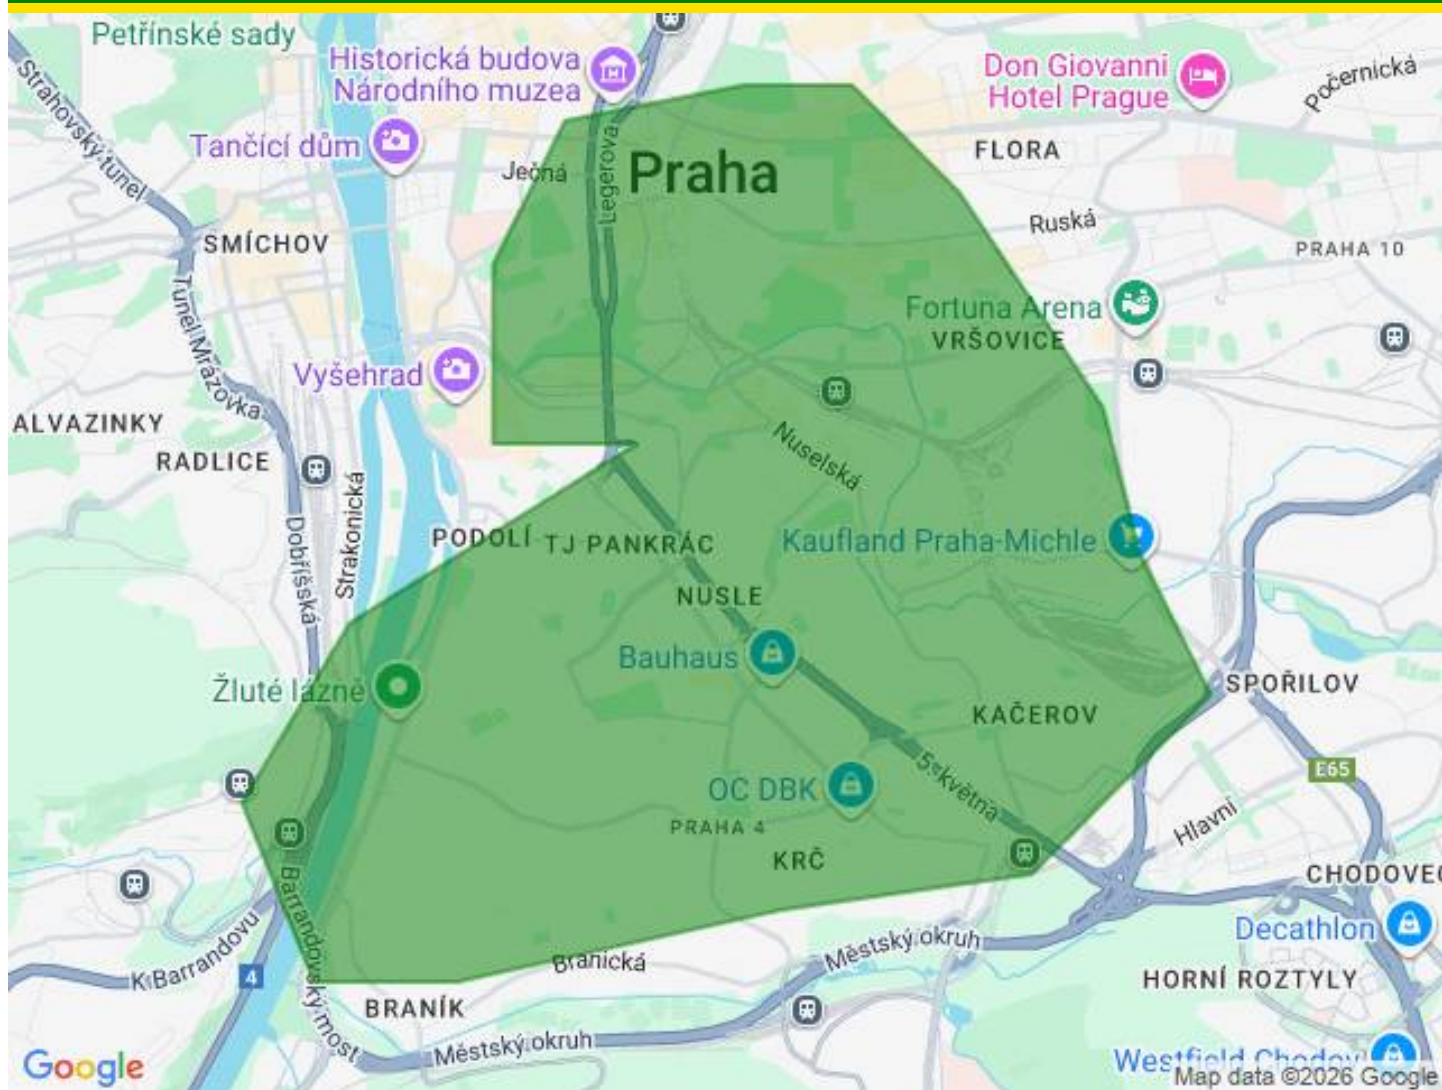 Petřínské sady
Strahovský tunel
Historická budova
Národního muzea
Don Giovanni
Hotel Prague
Počernická
Tančící dům
Ječná
Legerova
Praha
FLORA
Ruská
SMÍCHOV
PRAHA 10
Tunel Mrázovka
Fortuna Arena
VRŠOVICE
Vyšehrad
ALVAZINKY
RADLICE
Nuselská
Strakonická
Dobříšská
PODOLÍ
TJ PANKRÁC
Kaufland Praha-Michle
NUSLE
Bauhaus
Žluté lázně
SPOŘILOV
KAČEROV
E65
5. května
OC DBK
PRAHA 4
Hlavní
KRČ
CHODOVEC
Barrandovský most
K Barrandovu
4
Decathlon
Branická
Městský okruh
HORNÍ ROZTYLY
BRANÍK
Městský okruh
Google
Westfield Chodov
Map data ©2026 Google